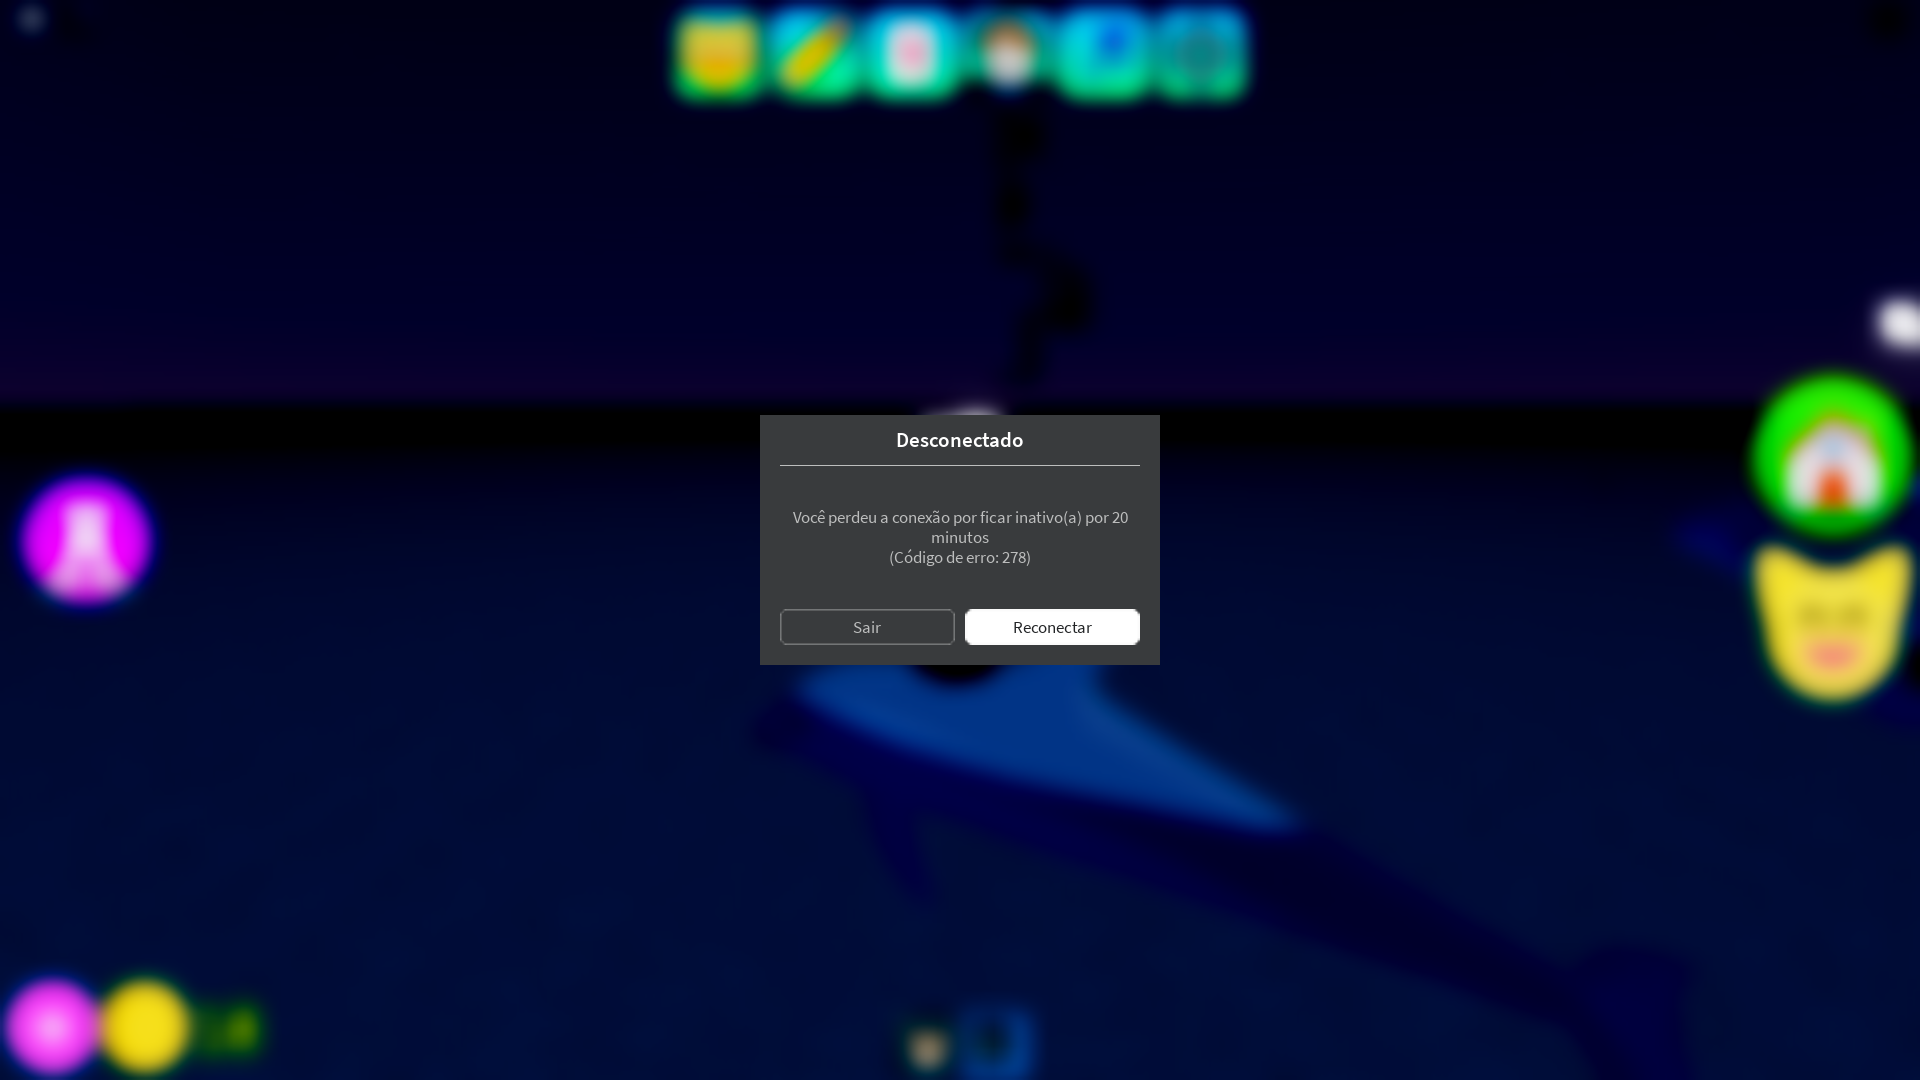 Desconectado
Você perdeu a conexão por ficar inativo(a) por 20
minutos
(Código de erro: 278)
Sair
Reconectar